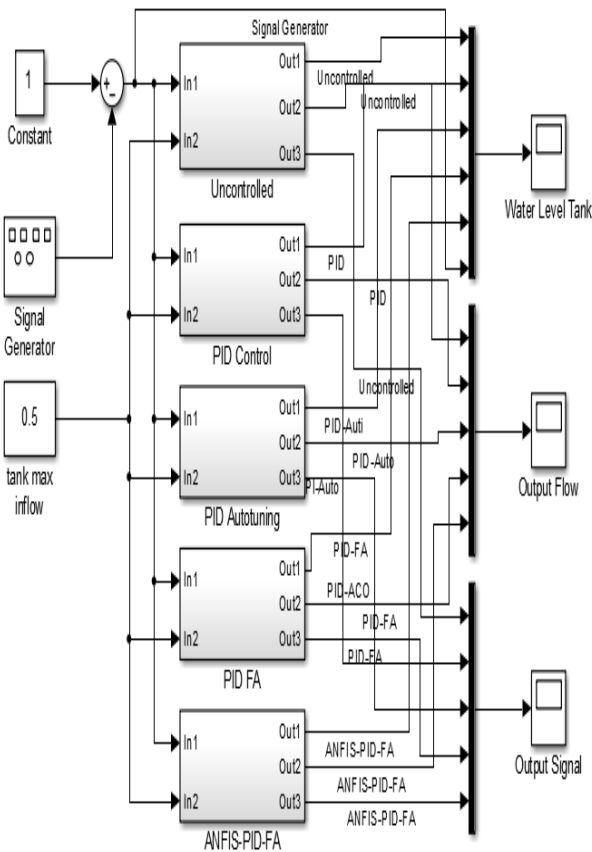 Signal Generator
1
Constant
+
−
In1
In2
Out1
Out2
Out3
Uncontrolled
Uncontrolled
Uncontrolled
Water Level Tank
Signal
Generator
In1
In2
Out1
Out2
Out3
PID Control
PID
PID
Uncontrolled
0.5
tank max
inflow
In1
In2
Out1
Out2
Out3
PID Autotuning
PID-Auti
PID-Auto
PI-Auto
Output Flow
In1
In2
Out1
Out2
Out3
PID FA
PID-FA
PID-ACO
PID-FA
PID-FA
In1
In2
Out1
Out2
Out3
ANFIS-PID-FA
ANFIS-PID-FA
ANFIS-PID-FA
ANFIS-PID-FA
Output Signal